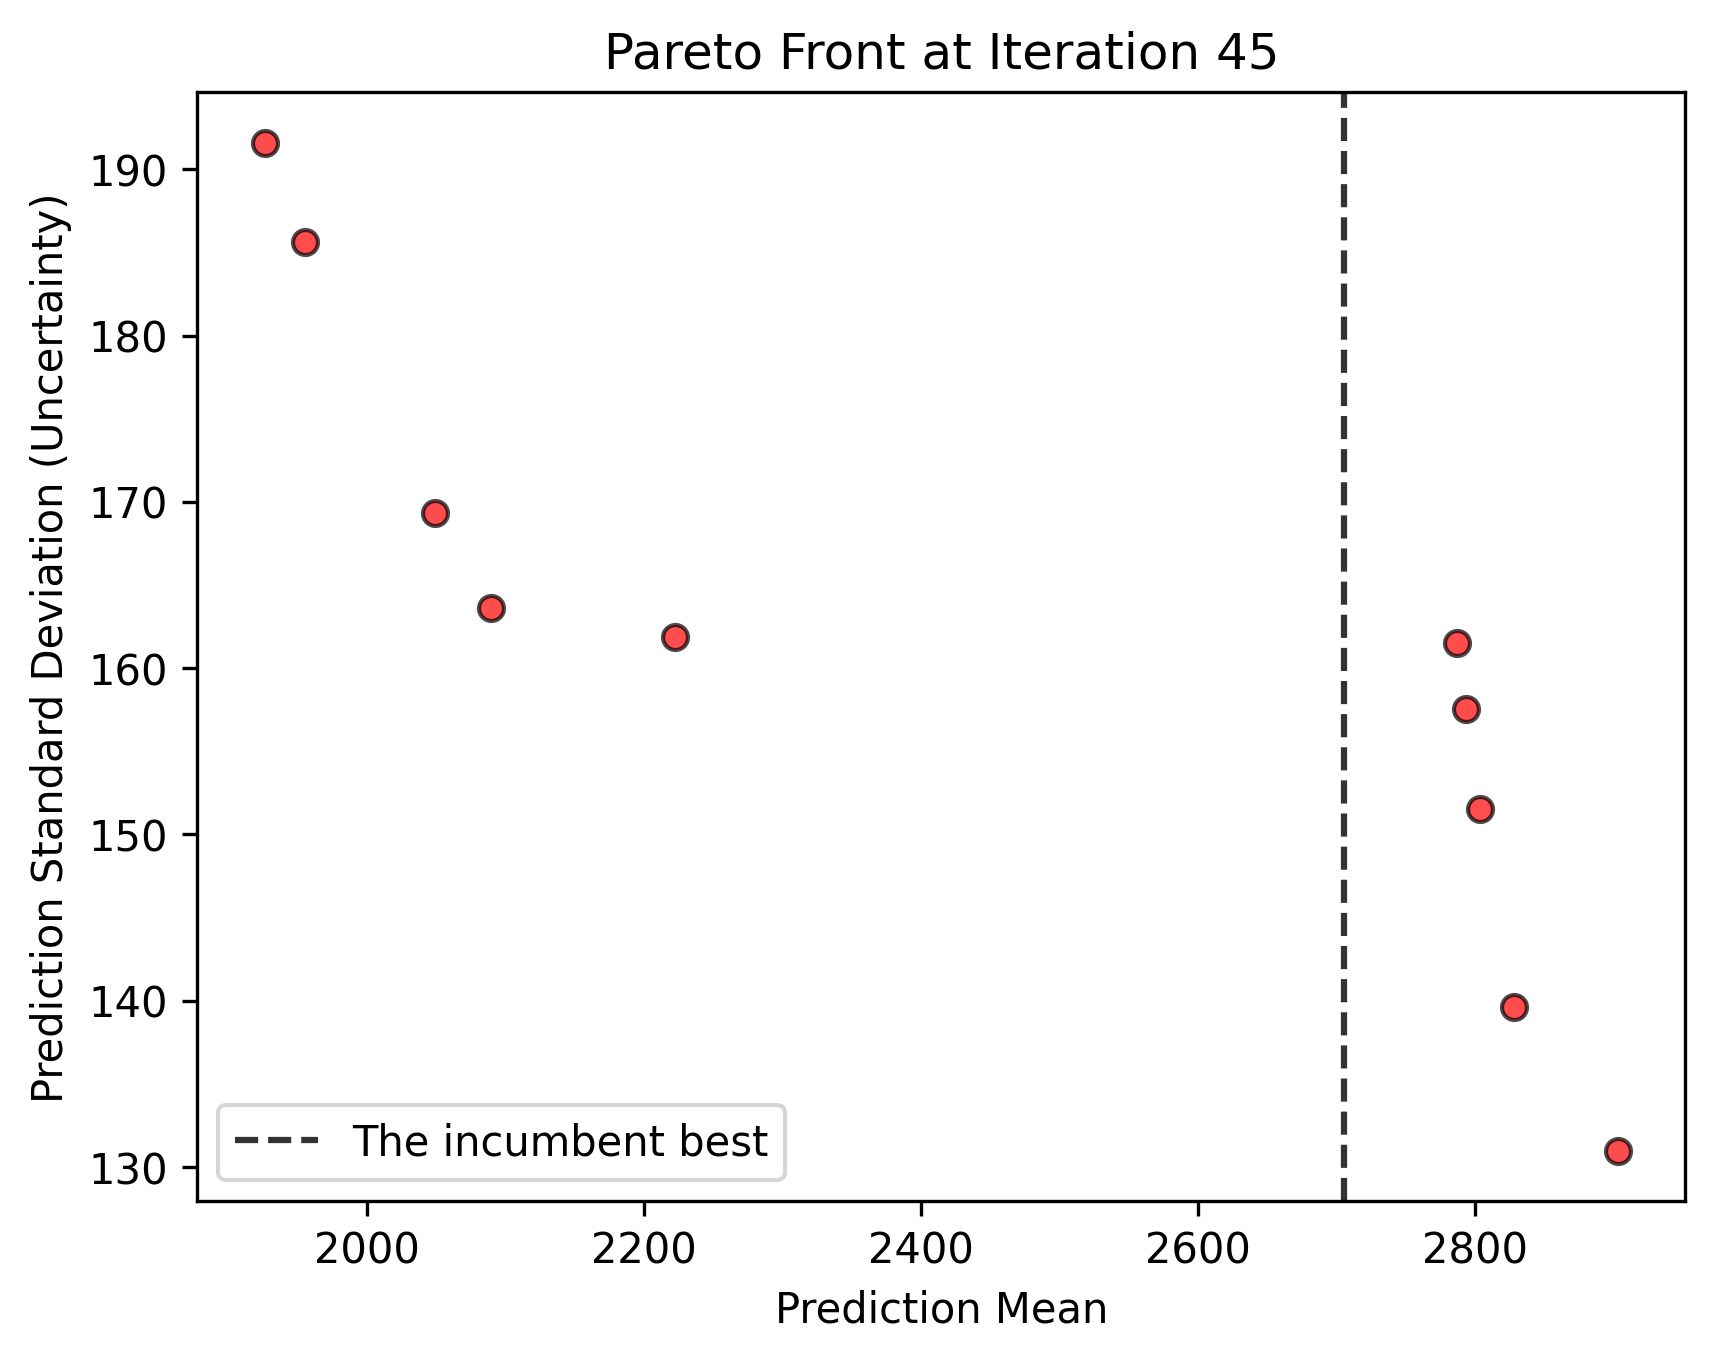 Pareto Front at Iteration 45
Prediction Standard Deviation (Uncertainty)
190
180
170
160
150
140
130
The incumbent best
2000 2200 2400 2600 2800
Prediction Mean